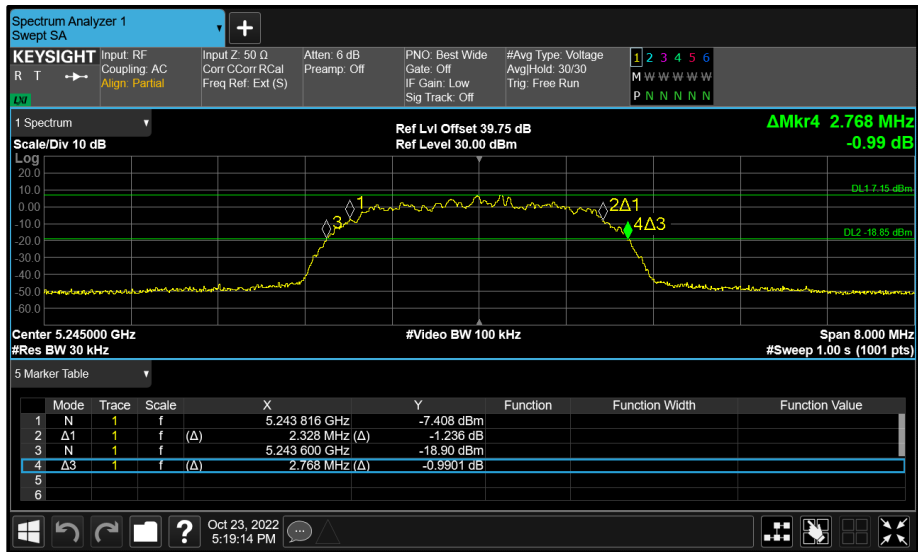 Spectrum Analyzer 1
Swept SA
KEYSIGHT
R T
LXI
Input: RF
Coupling: AC
Align: Partial
Input Z: 50 Ω
Corr CCorr RCal
Freq Ref: Ext (S)
Atten: 6 dB
Preamp: Off
PNO: Best Wide
Gate: Off
IF Gain: Low
Sig Track: Off
#Avg Type: Voltage
Avg|Hold: 30/30
Trig: Free Run
1 2 3 4 5 6
M W W W W W
P N N N N N
1 Spectrum
Scale/Div 10 dB
Ref Lvl Offset 39.75 dB
Ref Level 30.00 dBm
ΔMkr4 2.768 MHz
-0.99 dB
Log
20.0
10.0
0.00
-10.0
-20.0
-30.0
-40.0
-50.0
-60.0
DL1 7.15 dBm
1
2Δ1
3
4Δ3
DL2 -18.85 dBm
Center 5.245000 GHz
#Video BW 100 kHz
Span 8.000 MHz
#Res BW 30 kHz
#Sweep 1.00 s (1001 pts)
5 Marker Table
Mode Trace Scale X Y Function Function Width Function Value
1 N 1 f 5.243 816 GHz -7.408 dBm
2 Δ1 1 f (Δ) 2.328 MHz (Δ) -1.236 dB
3 N 1 f 5.243 600 GHz -18.90 dBm
4 Δ3 1 f (Δ) 2.768 MHz (Δ) -0.9901 dB
5
6
?
Oct 23, 2022
5:19:14 PM